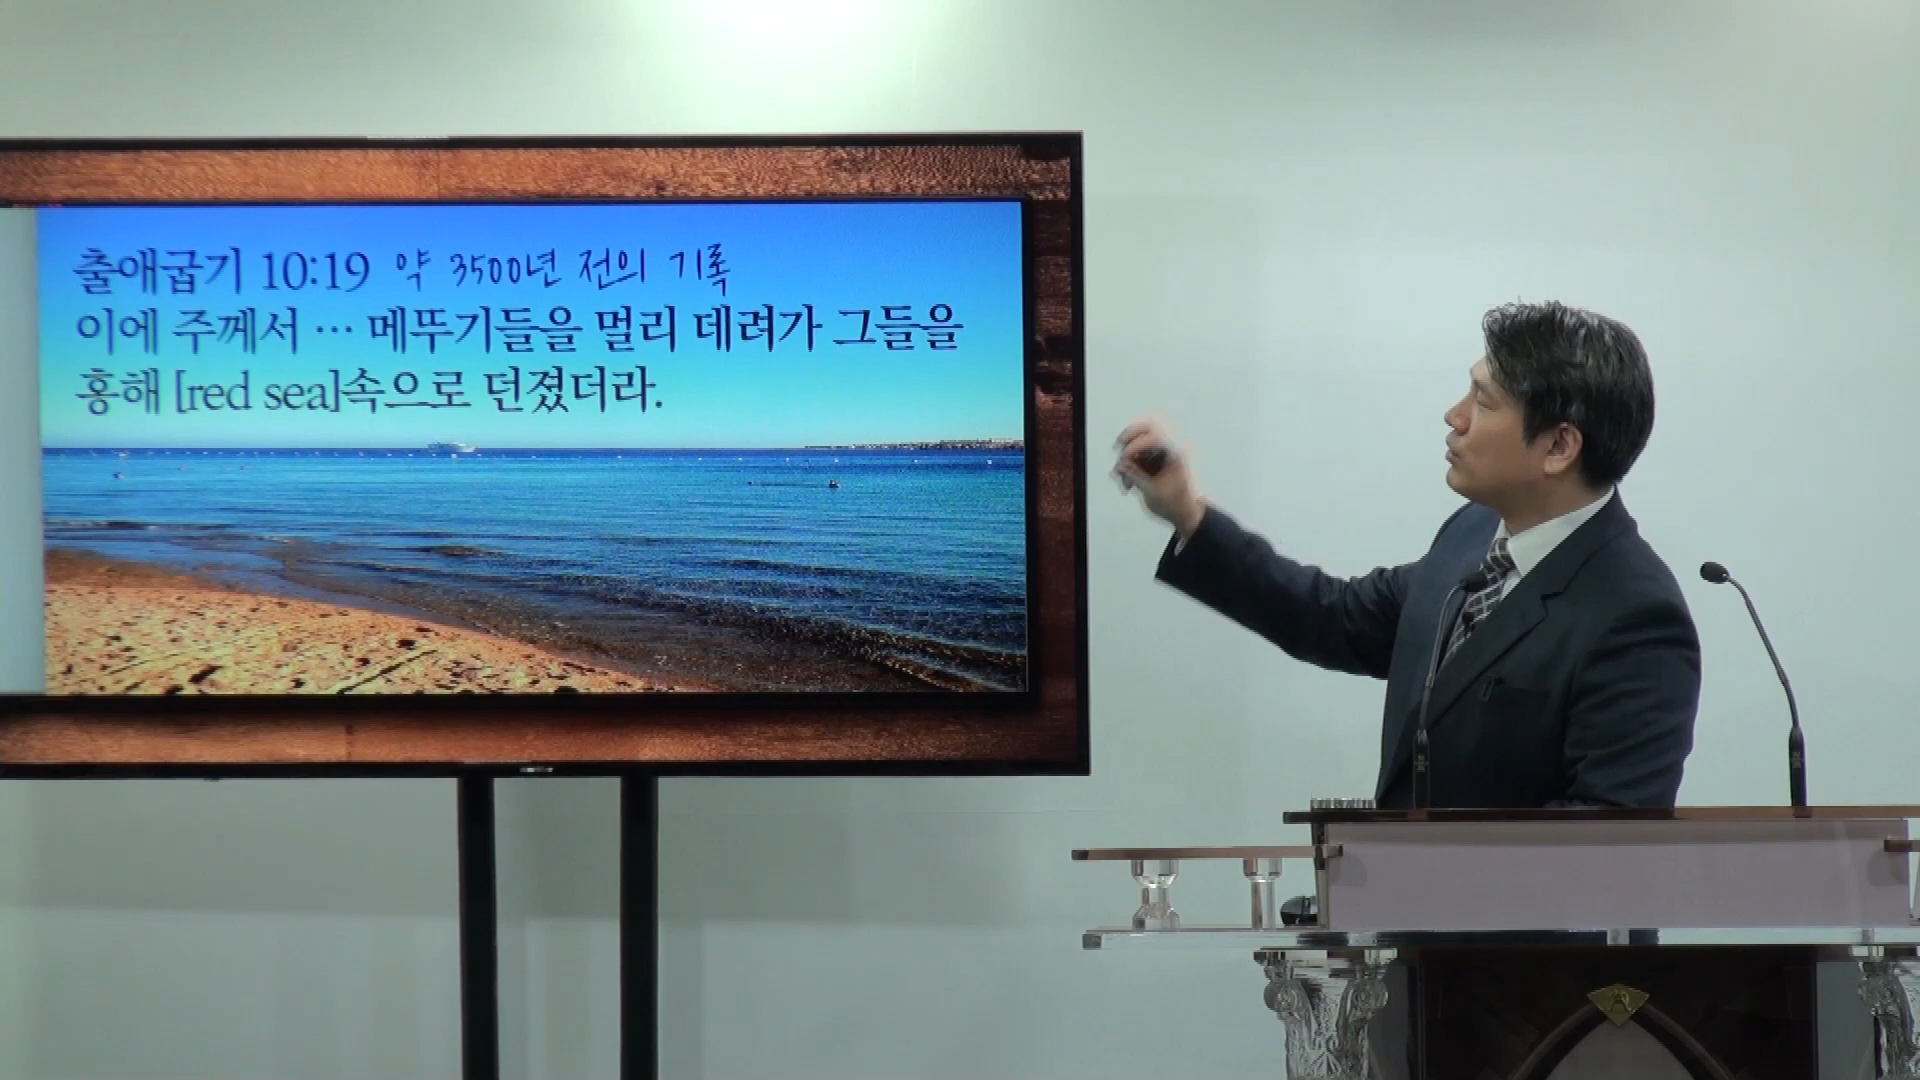 출애굽기 10:19 약 3500년 전의 기록
이에 주께서 … 메뚜기들을 멀리 데려가 그들을
홍해 [red sea]속으로 던졌더라.